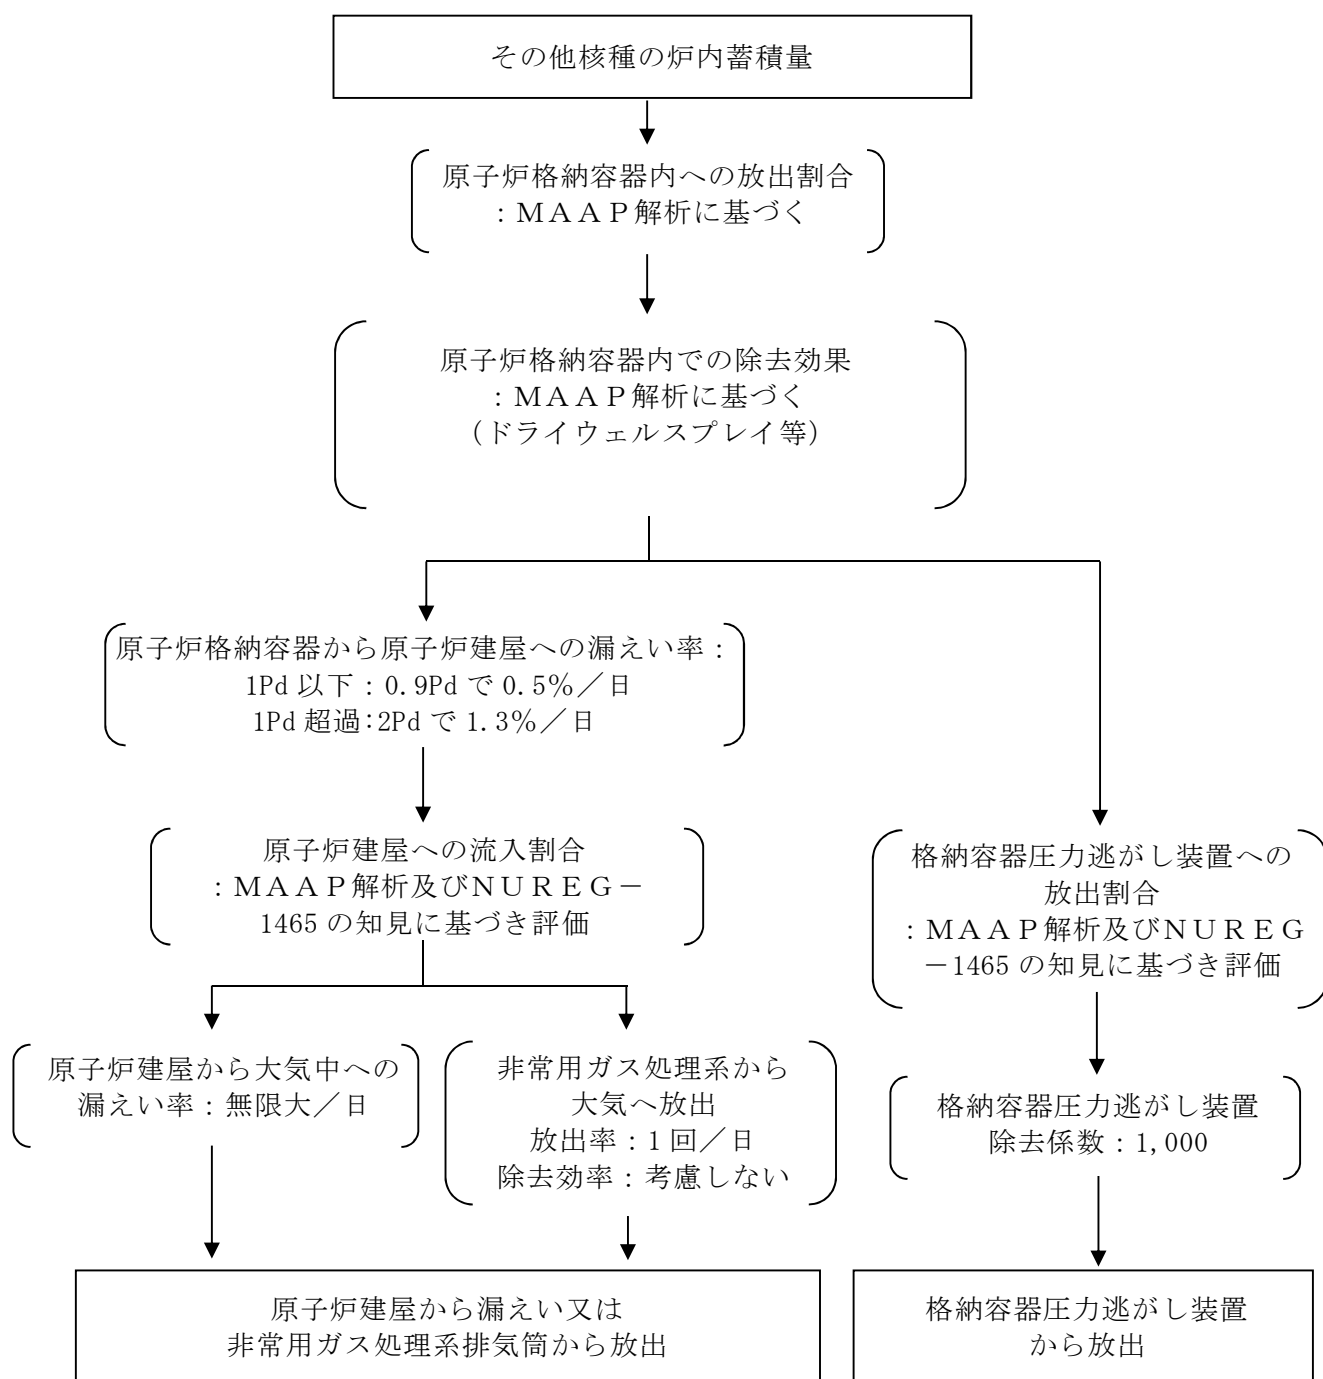 その他核種の炉内蓄積量
原子炉格納容器内への放出割合
：ＭＡＡＰ解析に基づく
原子炉格納容器内での除去効果
：ＭＡＡＰ解析に基づく
（ドライウェルスプレイ等）
原子炉格納容器から原子炉建屋への漏えい率：
1Pd 以下：0.9Pd で 0.5％／日
1Pd 超過：2Pd で 1.3％／日
原子炉建屋への流入割合
：ＭＡＡＰ解析及びＮＵＲＥＧ－
1465 の知見に基づき評価
格納容器圧力逃がし装置への
放出割合
：ＭＡＡＰ解析及びＮＵＲＥＧ
－1465 の知見に基づき評価
原子炉建屋から大気中への
漏えい率：無限大／日
非常用ガス処理系から
大気へ放出
放出率：1 回／日
除去効率：考慮しない
格納容器圧力逃がし装置
除去係数：1,000
原子炉建屋から漏えい又は
非常用ガス処理系排気筒から放出
格納容器圧力逃がし装置
から放出